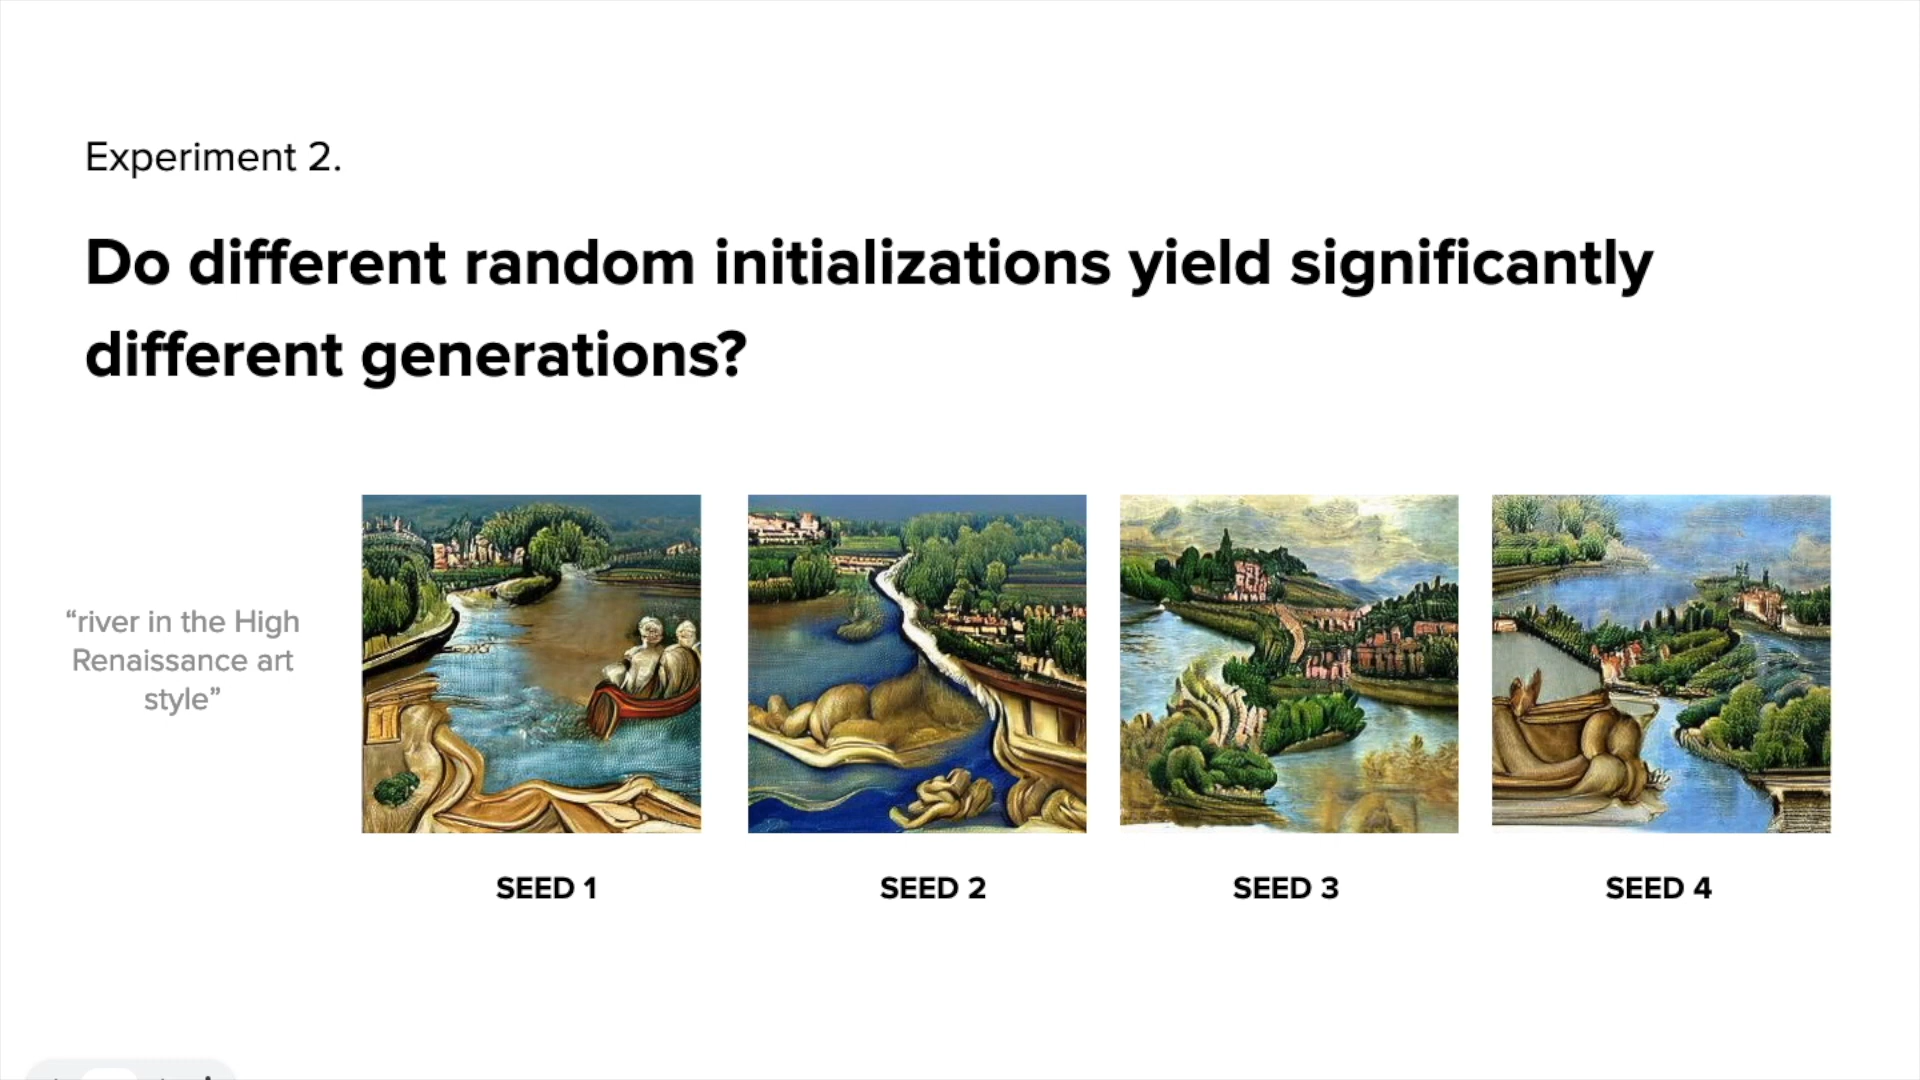 Experiment 2.
Do different random initializations yield significantly
different generations?
“river in the High
Renaissance art
style”
SEED 1
SEED 2
SEED 3
SEED 4